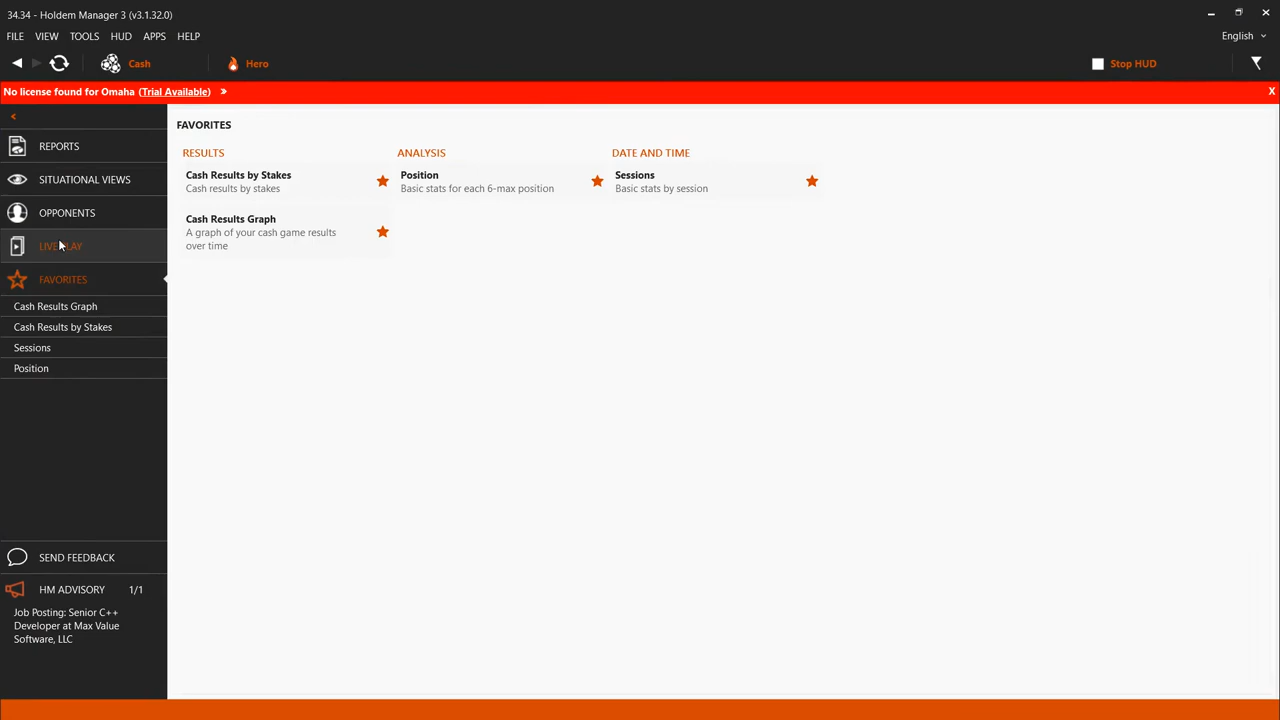 34.34 - Holdem Manager 3 (v3.1.32.0)
FILE VIEW TOOLS HUD APPS HELP
English
Cash
Hero
Stop HUD
No license found for Omaha (Trial Available) »
X
<
REPORTS
SITUATIONAL VIEWS
OPPONENTS
LIVE PLAY
FAVORITES
Cash Results Graph
Cash Results by Stakes
Sessions
Position
SEND FEEDBACK
HM ADVISORY 1/1
Job Posting: Senior C++
Developer at Max Value
Software, LLC
FAVORITES
RESULTS
Cash Results by Stakes
Cash results by stakes
Cash Results Graph
A graph of your cash game results
over time
ANALYSIS
Position
Basic stats for each 6-max position
DATE AND TIME
Sessions
Basic stats by session